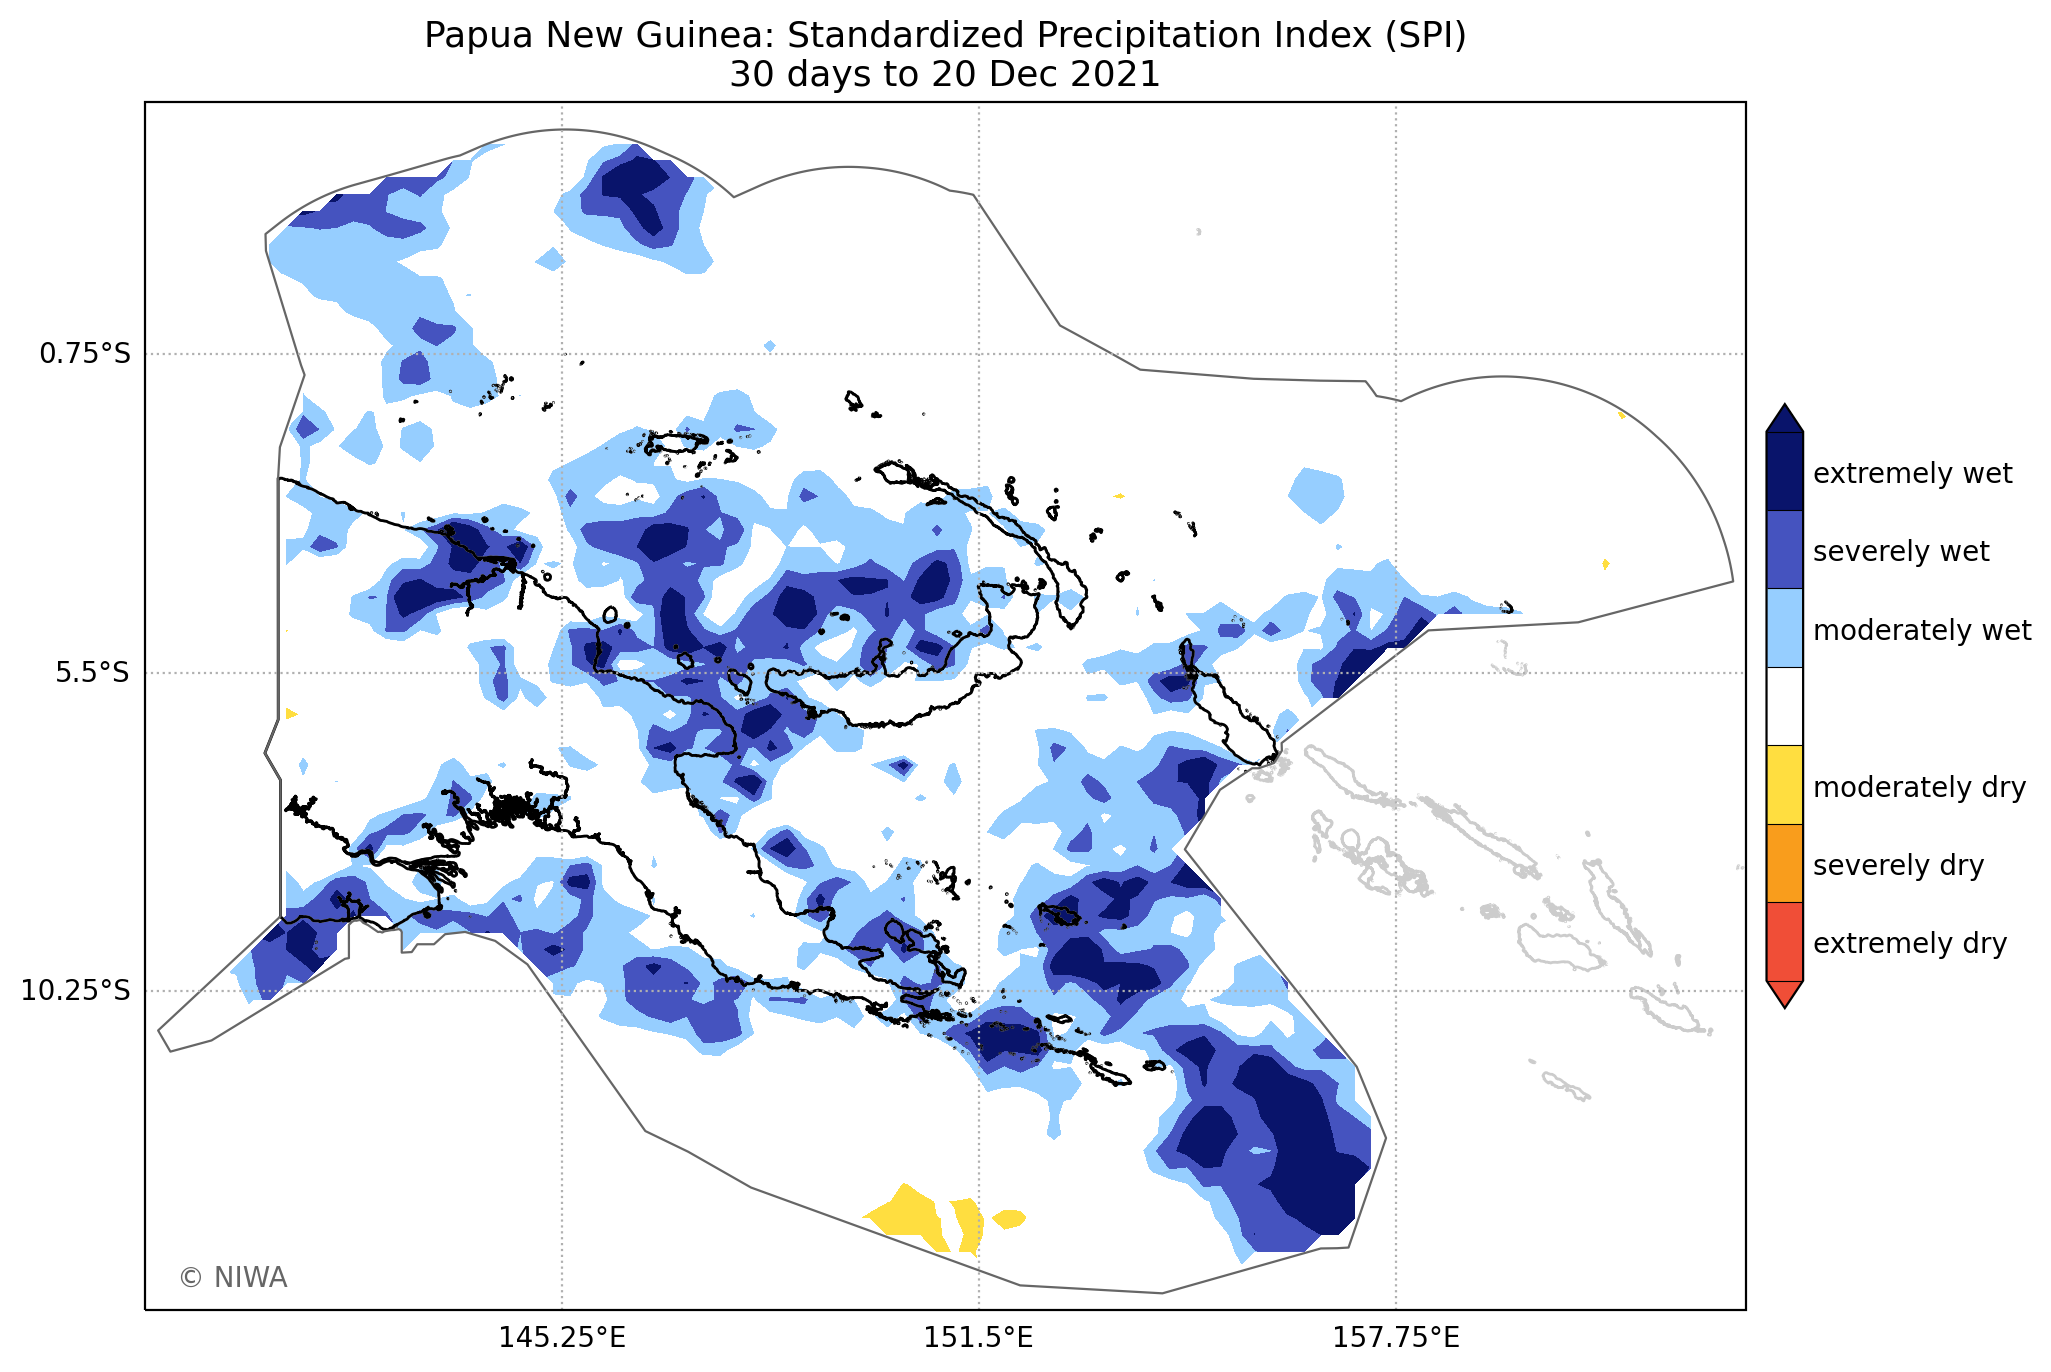 Papua New Guinea: Standardized Precipitation Index (SPI)
30 days to 20 Dec 2021
0.75°S
5.5°S
10.25°S
145.25°E
151.5°E
157.75°E
extremely wet
severely wet
moderately wet
moderately dry
severely dry
extremely dry
© NIWA